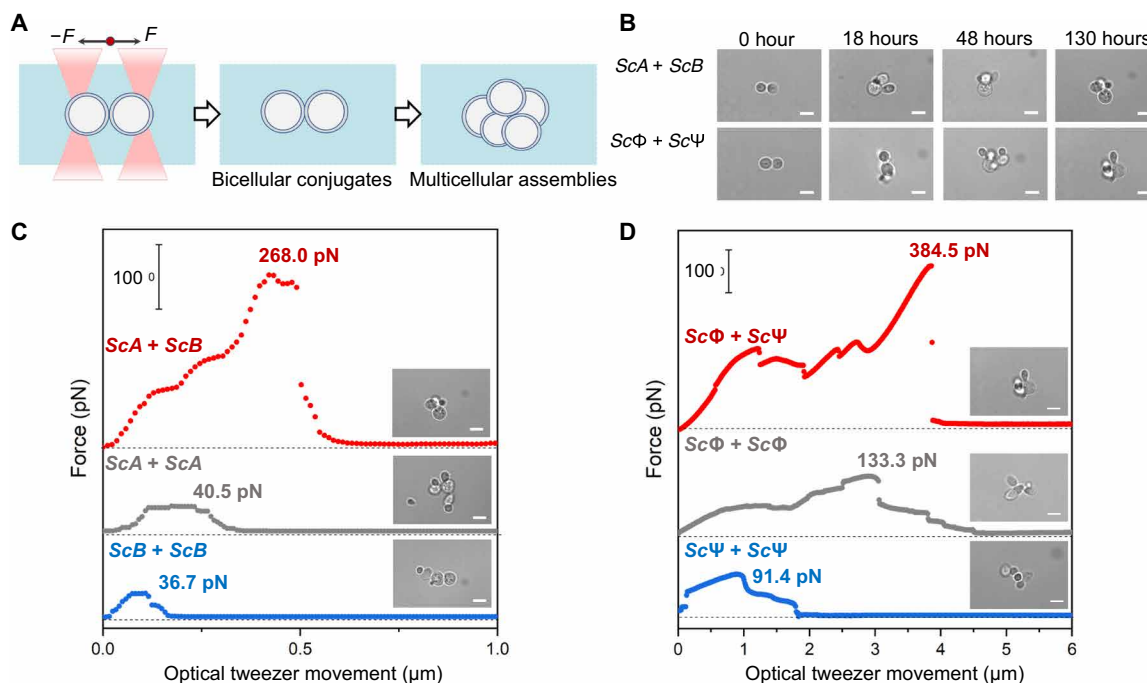 A
−F
F
Bicellular conjugates
Multicellular assemblies
B
0 hour
18 hours
48 hours
130 hours
ScA + ScB
ScΦ + ScΨ
C
Force (pN)
100
268.0 pN
ScA + ScB
ScA + ScA
40.5 pN
ScB + ScB
36.7 pN
0.0
0.5
1.0
Optical tweezer movement (μm)
D
Force (pN)
100
384.5 pN
ScΦ + ScΨ
ScΦ + ScΦ
133.3 pN
ScΨ + ScΨ
91.4 pN
0
1
2
3
4
5
6
Optical tweezer movement (μm)